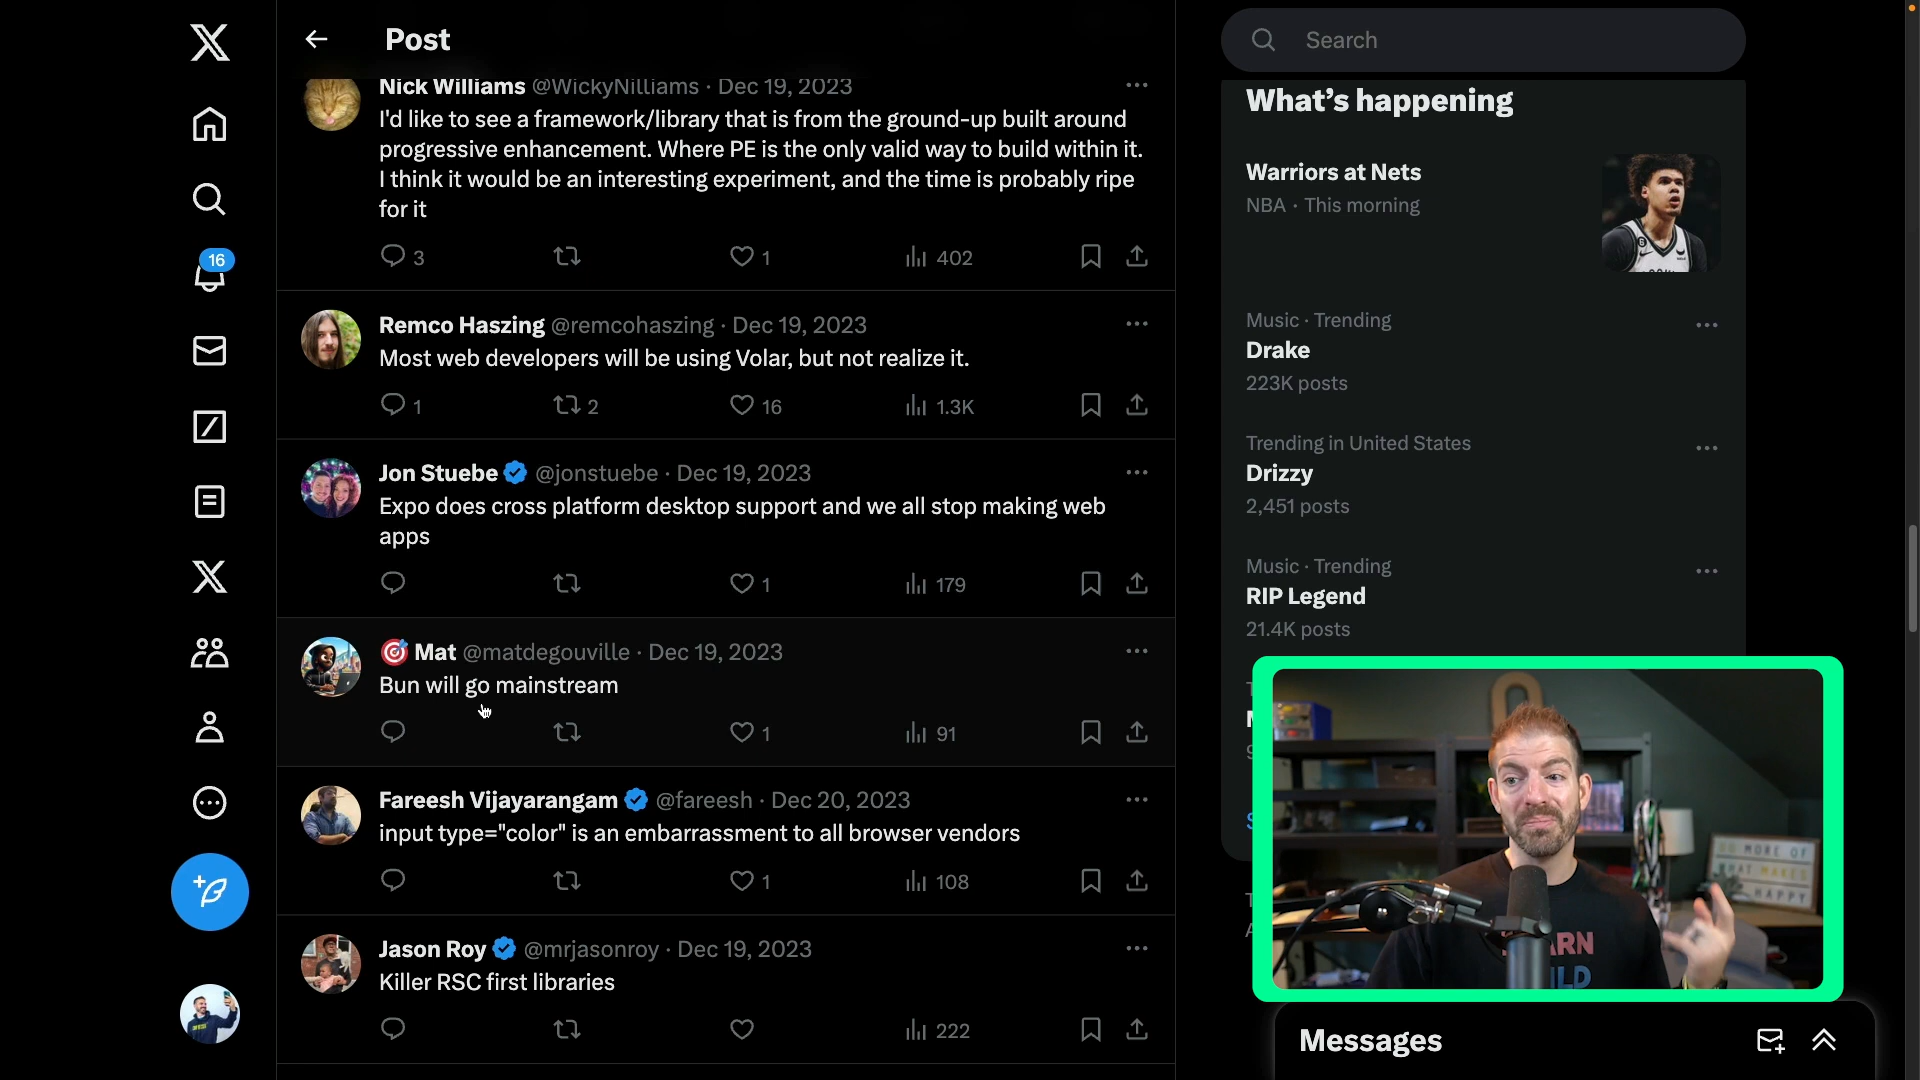 Post
Nick Williams @WickyNilliams · Dec 19, 2023
I'd like to see a framework/library that is from the ground-up built around
progressive enhancement. Where PE is the only valid way to build within it.
I think it would be an interesting experiment, and the time is probably ripe
for it
3
1
402
Remco Haszing @remcohaszing · Dec 19, 2023
Most web developers will be using Volar, but not realize it.
1
2
16
1.3K
Jon Stuebe @jonstuebe · Dec 19, 2023
Expo does cross platform desktop support and we all stop making web
apps
1
179
Mat @matdegouville · Dec 19, 2023
Bun will go mainstream
1
91
Fareesh Vijayarangam @fareesh · Dec 20, 2023
input type="color" is an embarrassment to all browser vendors
1
108
Jason Roy @mrjasonroy · Dec 19, 2023
Killer RSC first libraries
222
16
Search
What's happening
Warriors at Nets
NBA · This morning
Music · Trending
Drake
223K posts
Trending in United States
Drizzy
2,451 posts
Music · Trending
RIP Legend
21.4K posts
DO MORE OF
WHAT MAKES
HAPPY
Messages